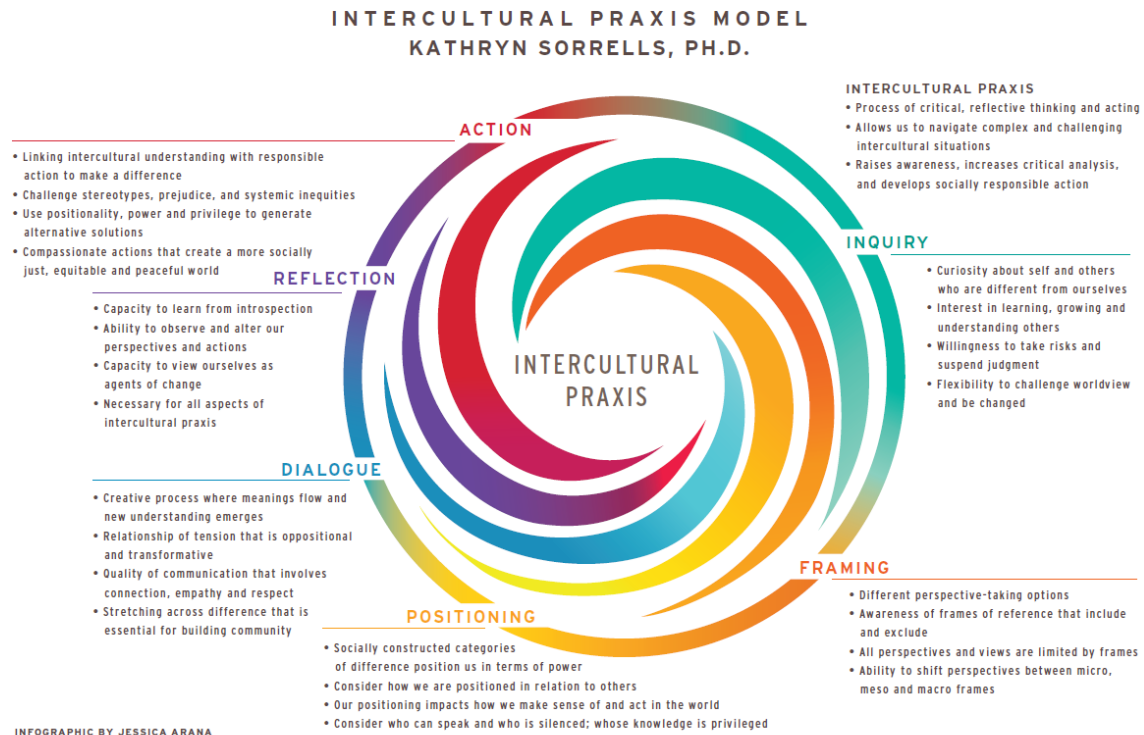 INTERCULTURAL PRAXIS MODEL
KATHRYN SORRELLS, PH.D.
INTERCULTURAL PRAXIS
• Process of critical, reflective thinking and acting
• Allows us to navigate complex and challenging
intercultural situations
• Raises awareness, increases critical analysis,
and develops socially responsible action
INQUIRY
• Curiosity about self and others
who are different from ourselves
• Interest in learning, growing and
understanding others
• Willingness to take risks and
suspend judgment
• Flexibility to challenge worldview
and be changed
FRAMING
• Different perspective-taking options
• Awareness of frames of reference that include
and exclude
• All perspectives and views are limited by frames
• Ability to shift perspectives between micro,
meso and macro frames
POSITIONING
• Socially constructed categories
of difference position us in terms of power
• Consider how we are positioned in relation to others
• Our positioning impacts how we make sense of and act in the world
• Consider who can speak and who is silenced; whose knowledge is privileged
DIALOGUE
• Creative process where meanings flow and
new understanding emerges
• Relationship of tension that is oppositional
and transformative
• Quality of communication that involves
connection, empathy and respect
• Stretching across difference that is
essential for building community
REFLECTION
• Capacity to learn from introspection
• Ability to observe and alter our
perspectives and actions
• Capacity to view ourselves as
agents of change
• Necessary for all aspects of
intercultural praxis
ACTION
• Linking intercultural understanding with responsible
action to make a difference
• Challenge stereotypes, prejudice, and systemic inequities
• Use positionality, power and privilege to generate
alternative solutions
• Compassionate actions that create a more socially
just, equitable and peaceful world
INTERCULTURAL
PRAXIS
INFOGRAPHIC BY JESSICA ARANA